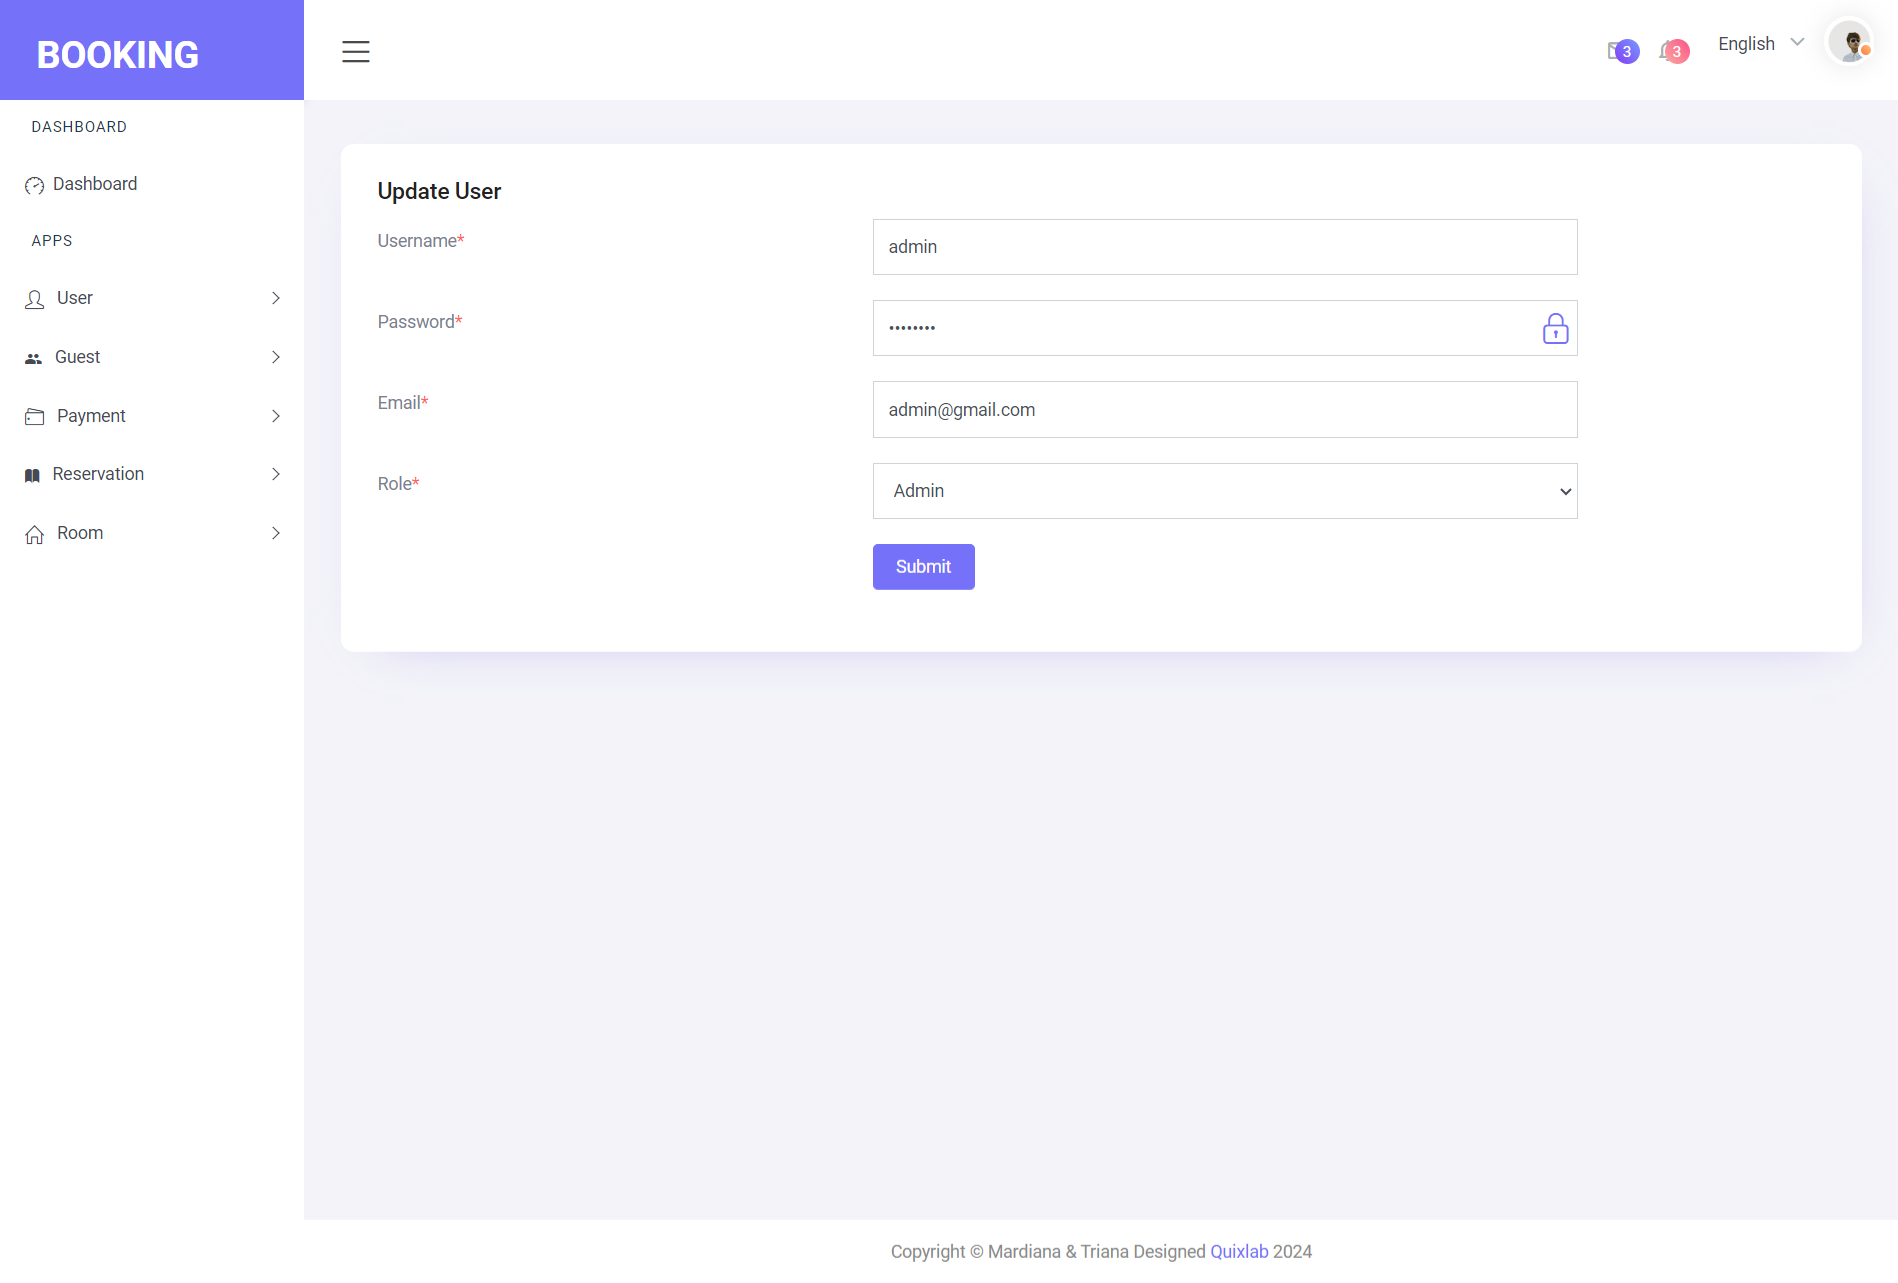 BOOKING
3
3
English
DASHBOARD
Dashboard
APPS
User
Guest
Payment
Reservation
Room
Update User
Username*
admin
Password*
••••••••
Email*
admin@gmail.com
Role*
Admin
Submit
Copyright © Mardiana & Triana Designed Quixlab 2024